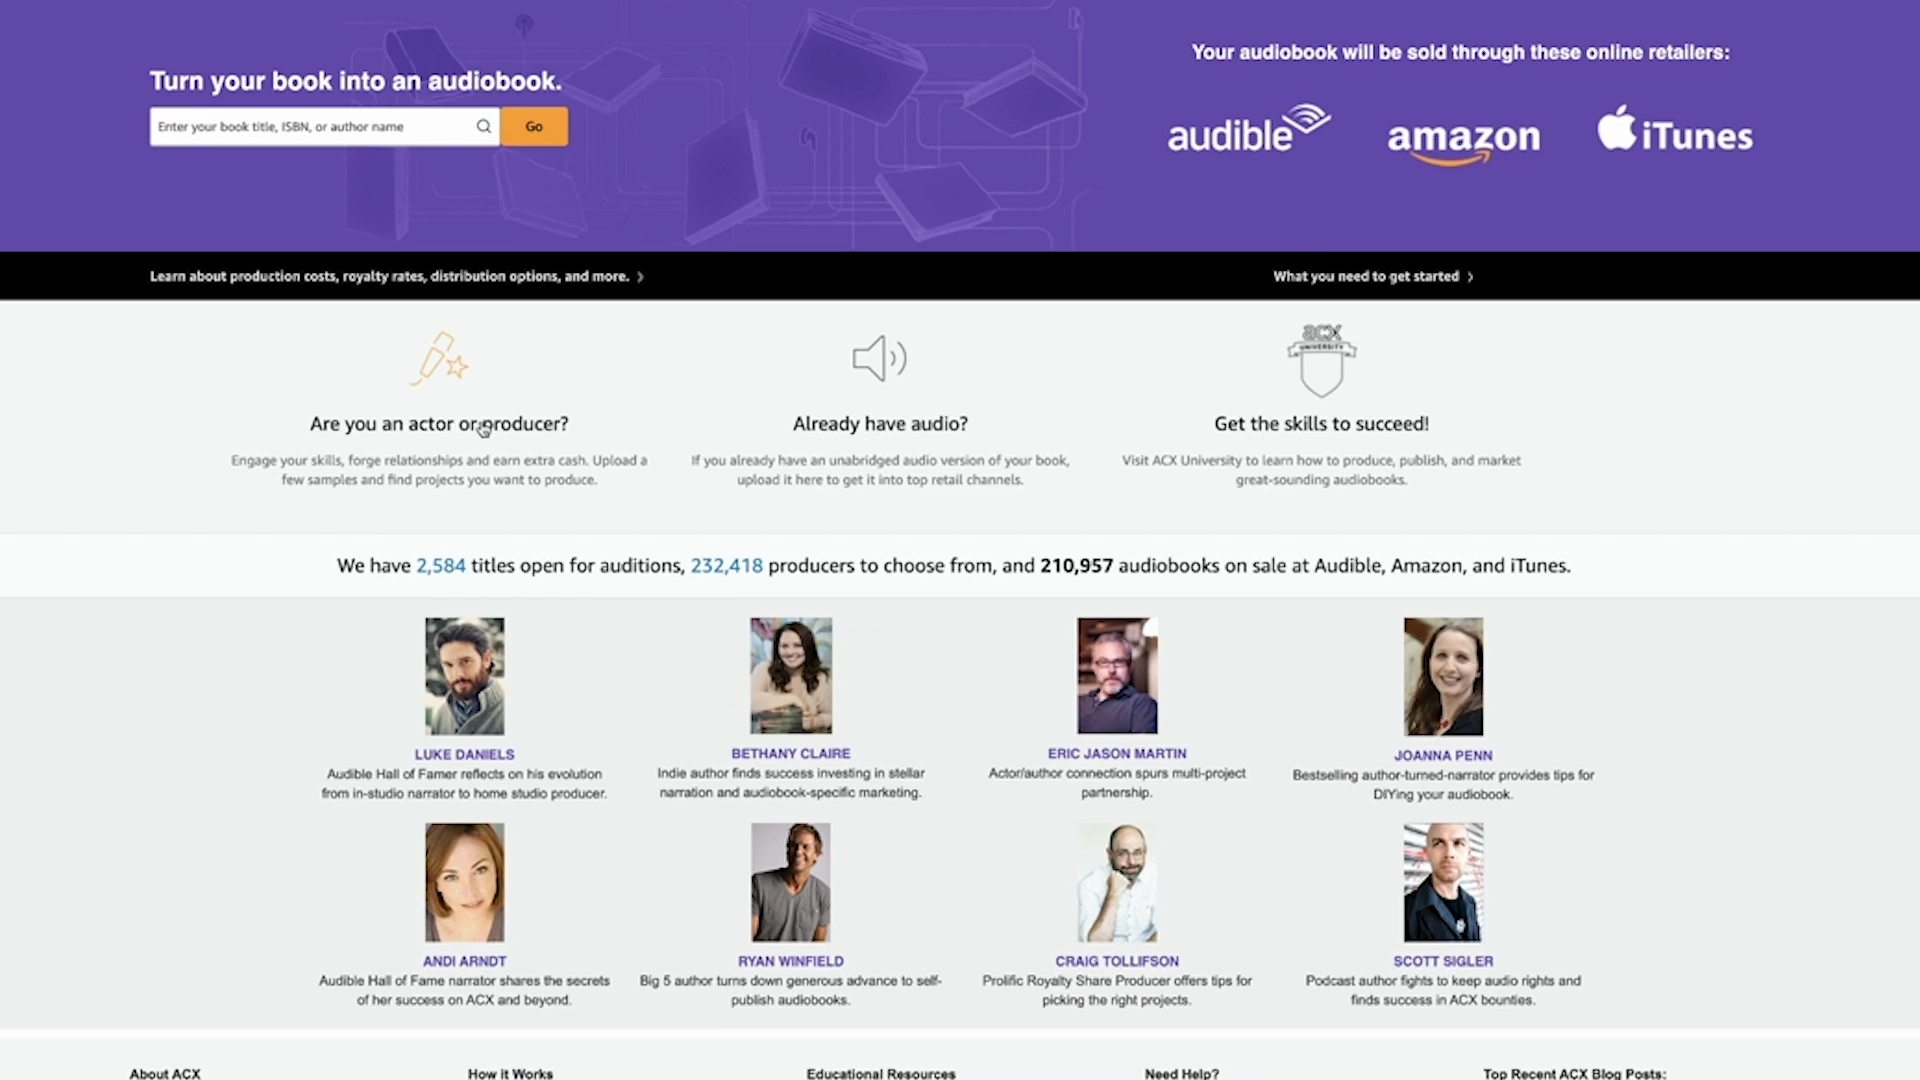 Turn your book into an audiobook.
Enter your book title, ISBN, or author name
Go
Your audiobook will be sold through these online retailers:
audible
amazon
iTunes
Learn about production costs, royalty rates, distribution options, and more. >
What you need to get started >
acx
UNIVERSITY
Are you an actor or producer?
Engage your skills, forge relationships and earn extra cash. Upload a
few samples and find projects you want to produce.
Already have audio?
If you already have an unabridged audio version of your book,
upload it here to get it into top retail channels.
Get the skills to succeed!
Visit ACX University to learn how to produce, publish, and market
great-sounding audiobooks.
We have 2,584 titles open for auditions, 232,418 producers to choose from, and 210,957 audiobooks on sale at Audible, Amazon, and iTunes.
LUKE DANIELS
Audible Hall of Famer reflects on his evolution
from in-studio narrator to home studio producer.
BETHANY CLAIRE
Indie author finds success investing in stellar
narration and audiobook-specific marketing.
ERIC JASON MARTIN
Actor/author connection spurs multi-project
partnership.
JOANNA PENN
Bestselling author-turned-narrator provides tips for
DIYing your audiobook.
ANDI ARNDT
Audible Hall of Fame narrator shares the secrets
of her success on ACX and beyond.
RYAN WINFIELD
Big 5 author turns down generous advance to self-
publish audiobooks.
CRAIG TOLLIFSON
Prolific Royalty Share Producer offers tips for
picking the right projects.
SCOTT SIGLER
Podcast author fights to keep audio rights and
finds success in ACX bounties.
About ACX
How it Works
Educational Resources
Need Help?
Top Recent ACX Blog Posts: